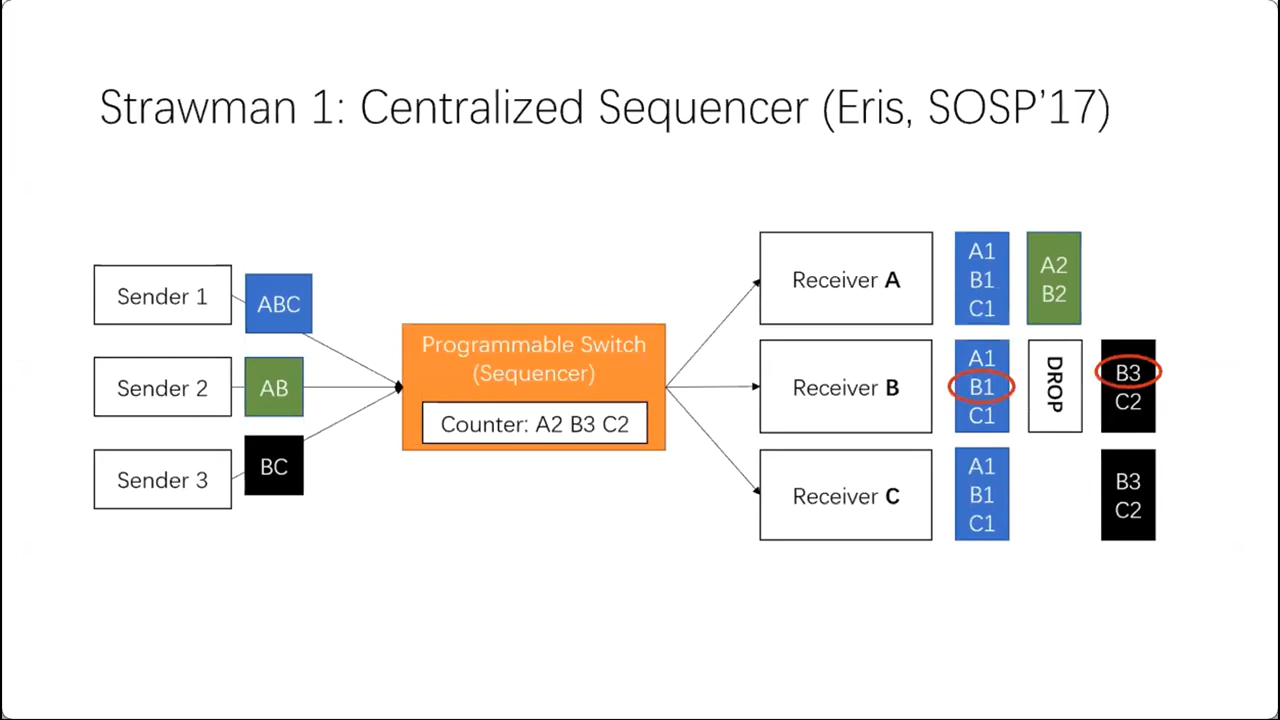 Strawman 1: Centralized Sequencer (Eris, SOSP'17)
Sender 1
ABC
Sender 2
AB
Sender 3
BC
Programmable Switch
(Sequencer)
Counter: A2 B3 C2
Receiver A
A1
B1
C1
A2
B2
Receiver B
A1
B1
C1
DROP
B3
C2
Receiver C
A1
B1
C1
B3
C2